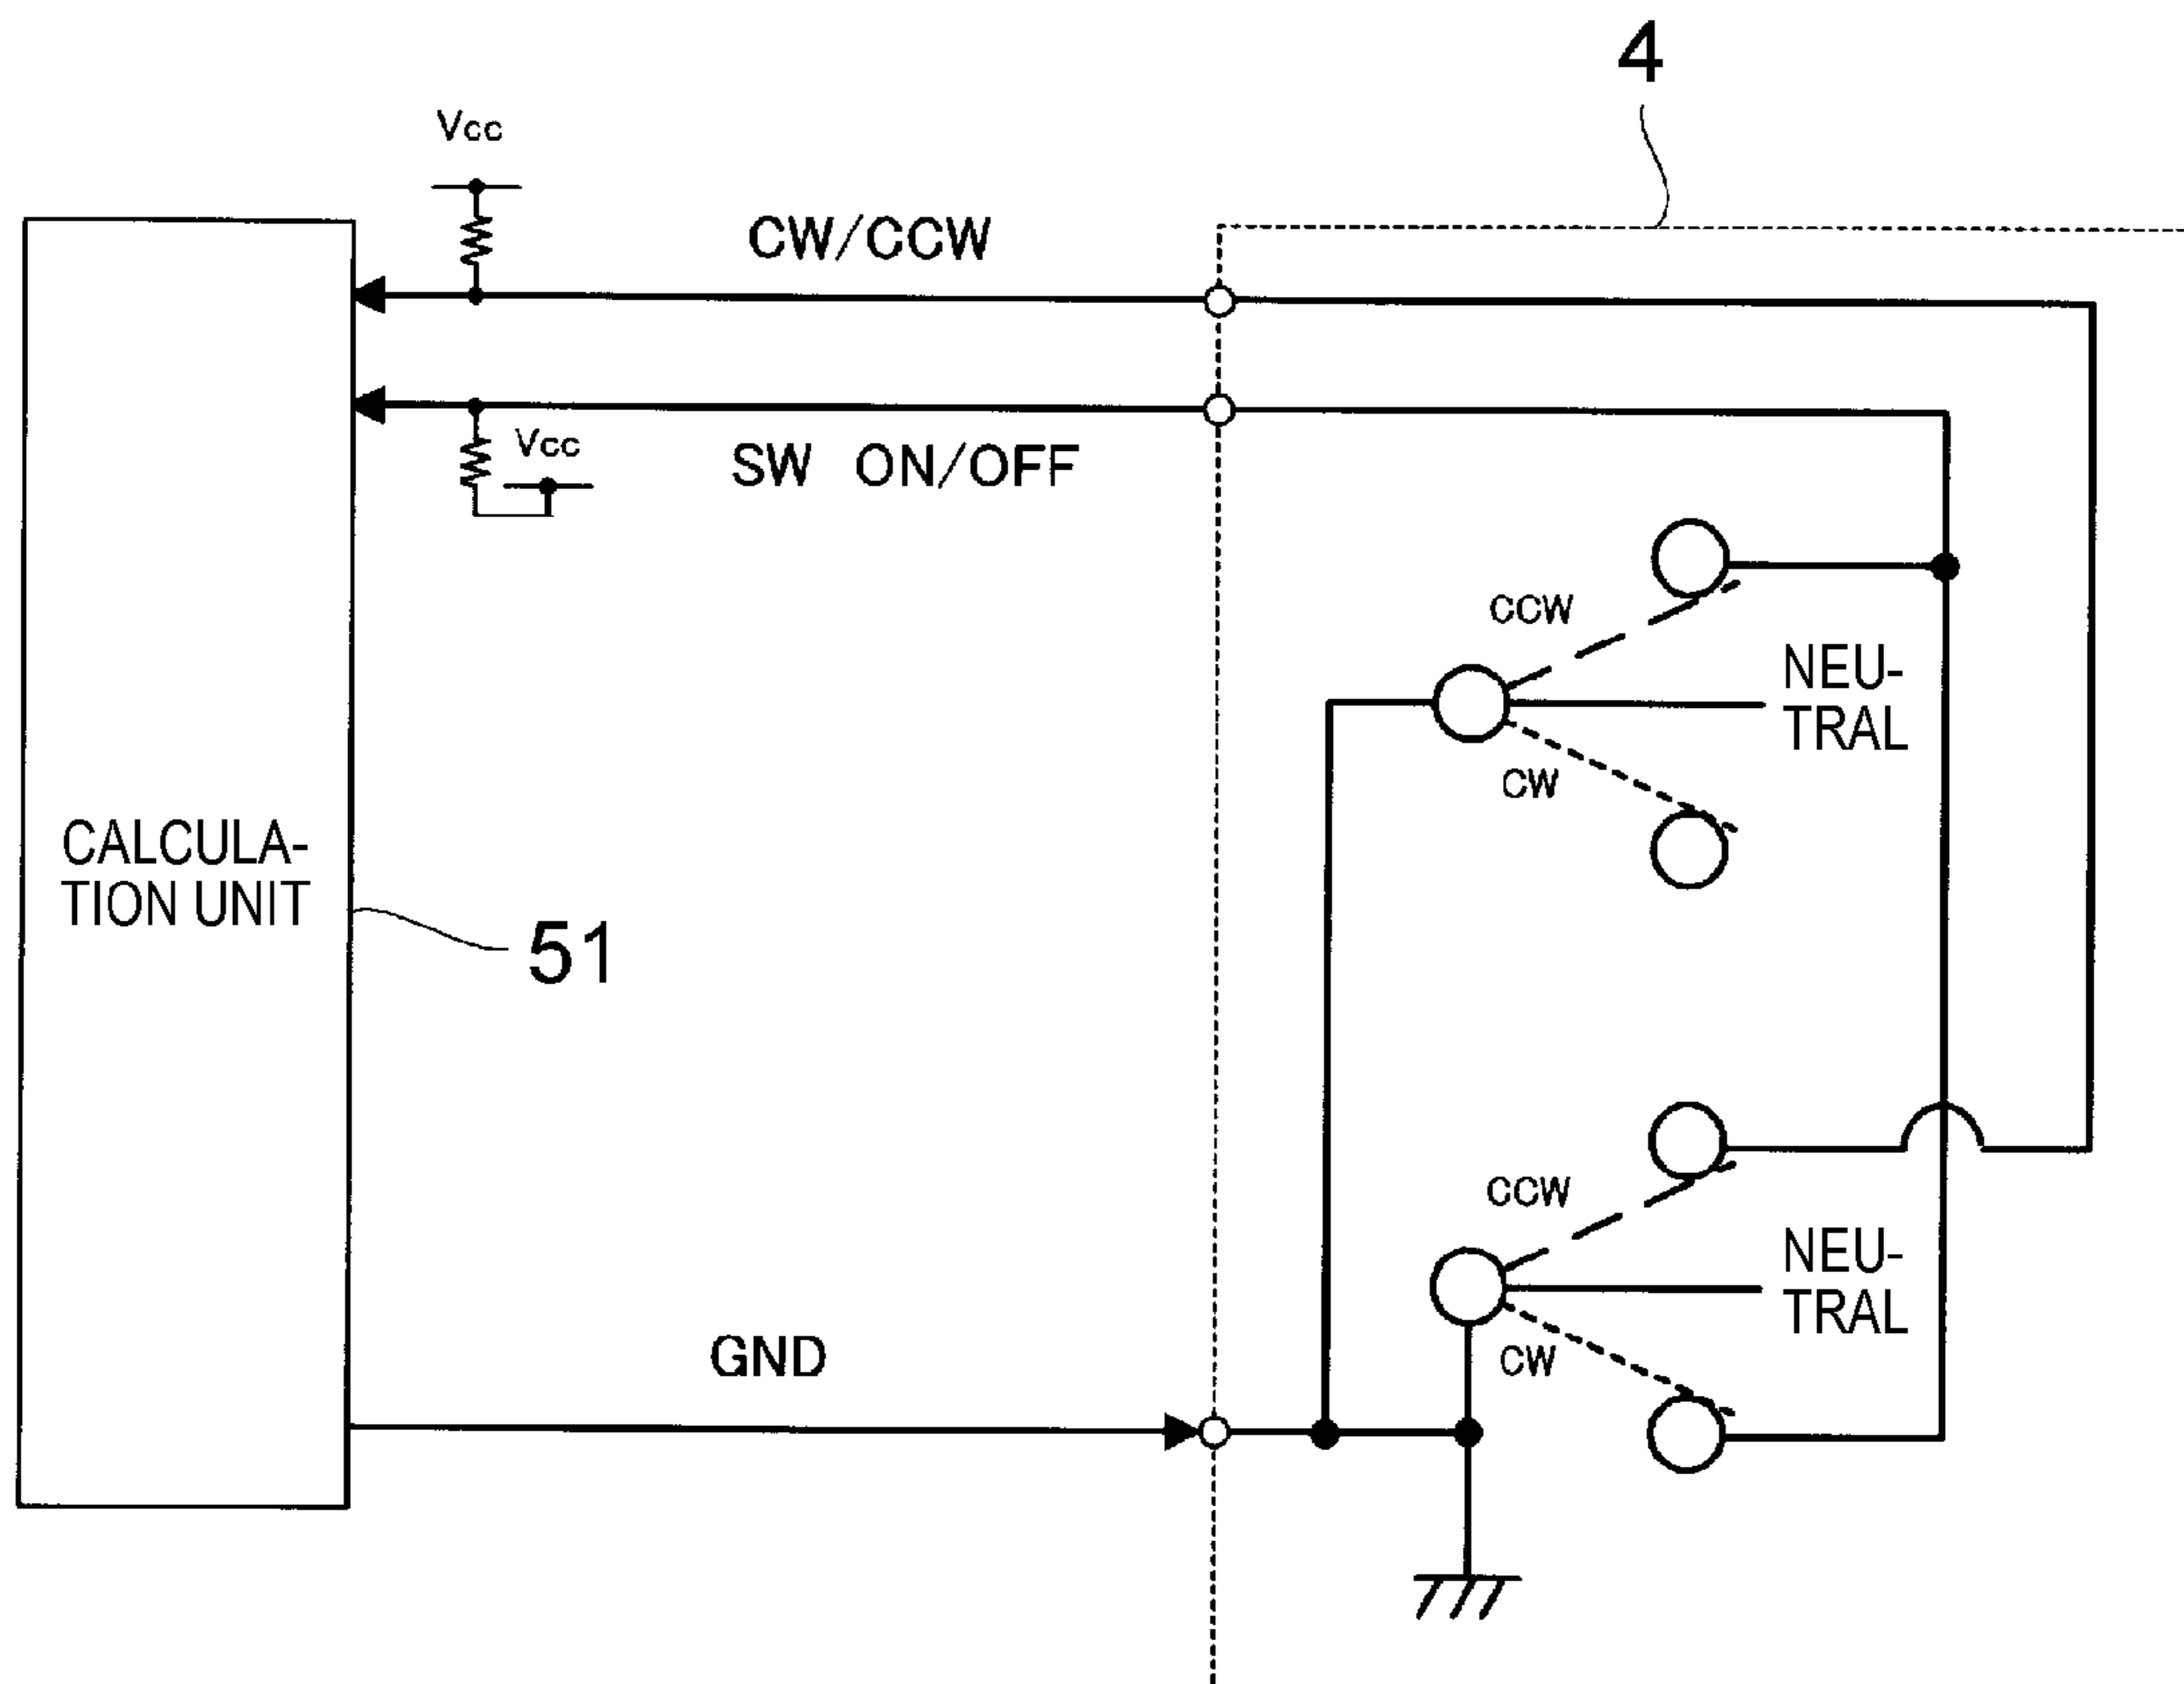 4
Vcc
CW/CCW
Vcc
SW ON/OFF
CCW
NEU-
TRAL
CW
CALCULA-
TION UNIT
51
CCW
NEU-
TRAL
CW
GND